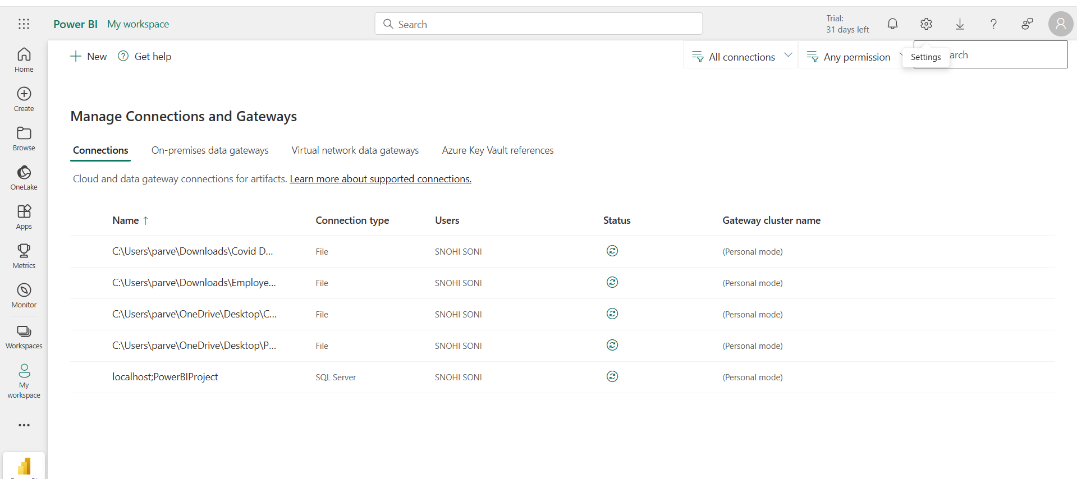 Power BI My workspace
Search
Trial:
31 days left
Home
Create
Browse
OneLake
Apps
Metrics
Monitor
Workspaces
My
workspace
New
Get help
All connections
Any permission
Settings
Manage Connections and Gateways
Connections On-premises data gateways Virtual network data gateways Azure Key Vault references
Cloud and data gateway connections for artifacts. Learn more about supported connections.
Name ↑ Connection type Users Status Gateway cluster name
C:\Users\parve\Downloads\Covid D... File SNOHI SONI (Personal mode)
C:\Users\parve\Downloads\Employe... File SNOHI SONI (Personal mode)
C:\Users\parve\OneDrive\Desktop\C... File SNOHI SONI (Personal mode)
C:\Users\parve\OneDrive\Desktop\P... File SNOHI SONI (Personal mode)
localhost;PowerBIProject SQL Server SNOHI SONI (Personal mode)